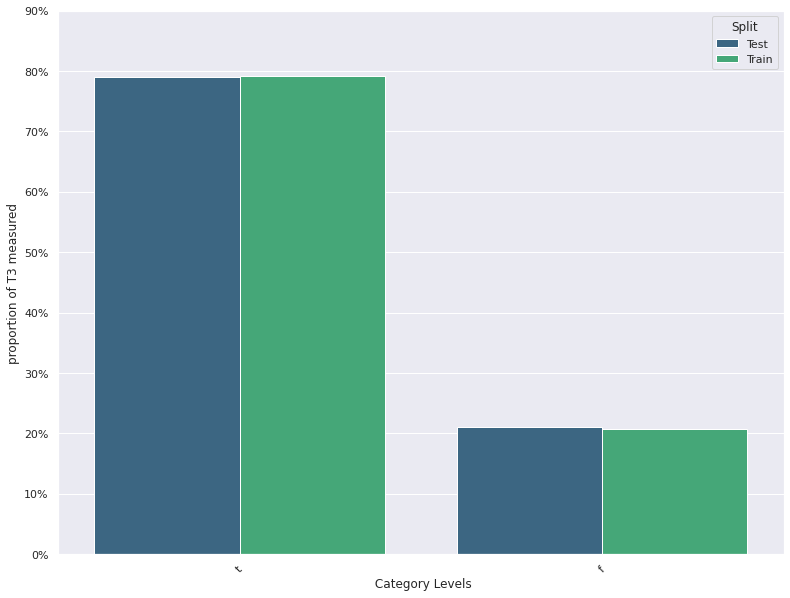 90%
80%
70%
60%
50%
40%
30%
20%
10%
0%
proportion of T3 measured
Split
Test
Train
t
f
Category Levels